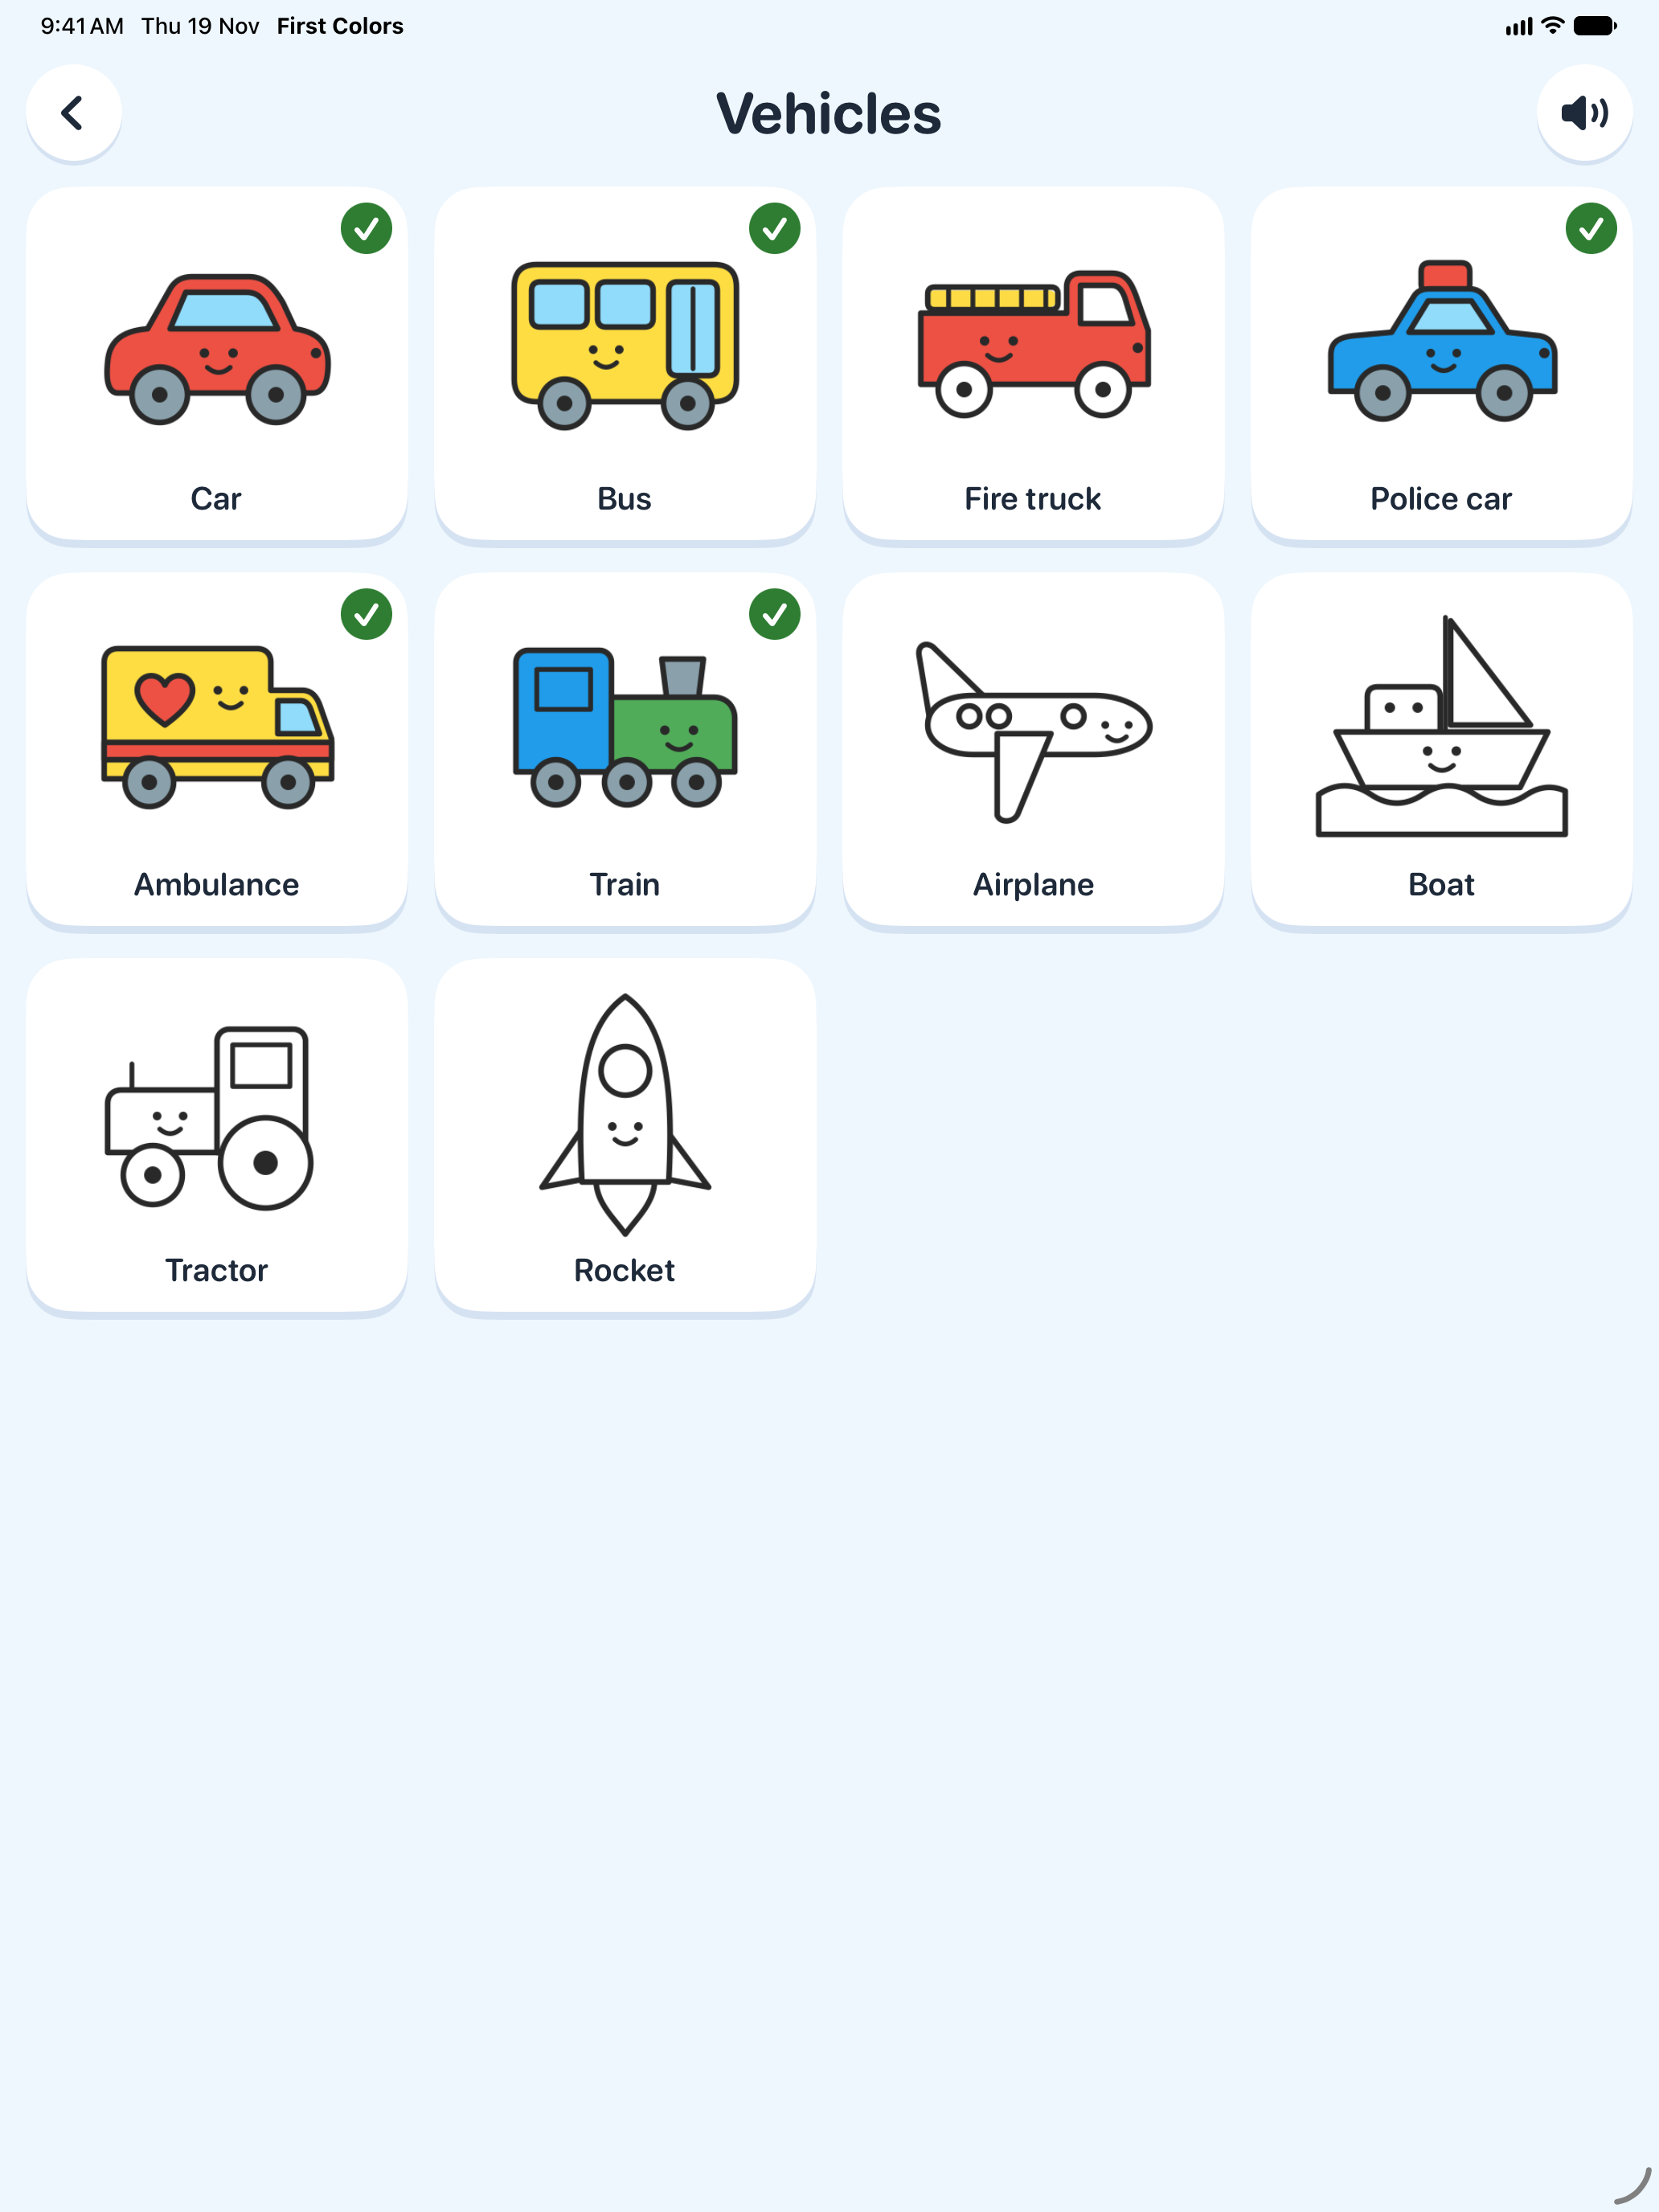 9:41 AM Thu 19 Nov First Colors
Vehicles
Car
Bus
Fire truck
Police car
Ambulance
Train
Airplane
Boat
Tractor
Rocket